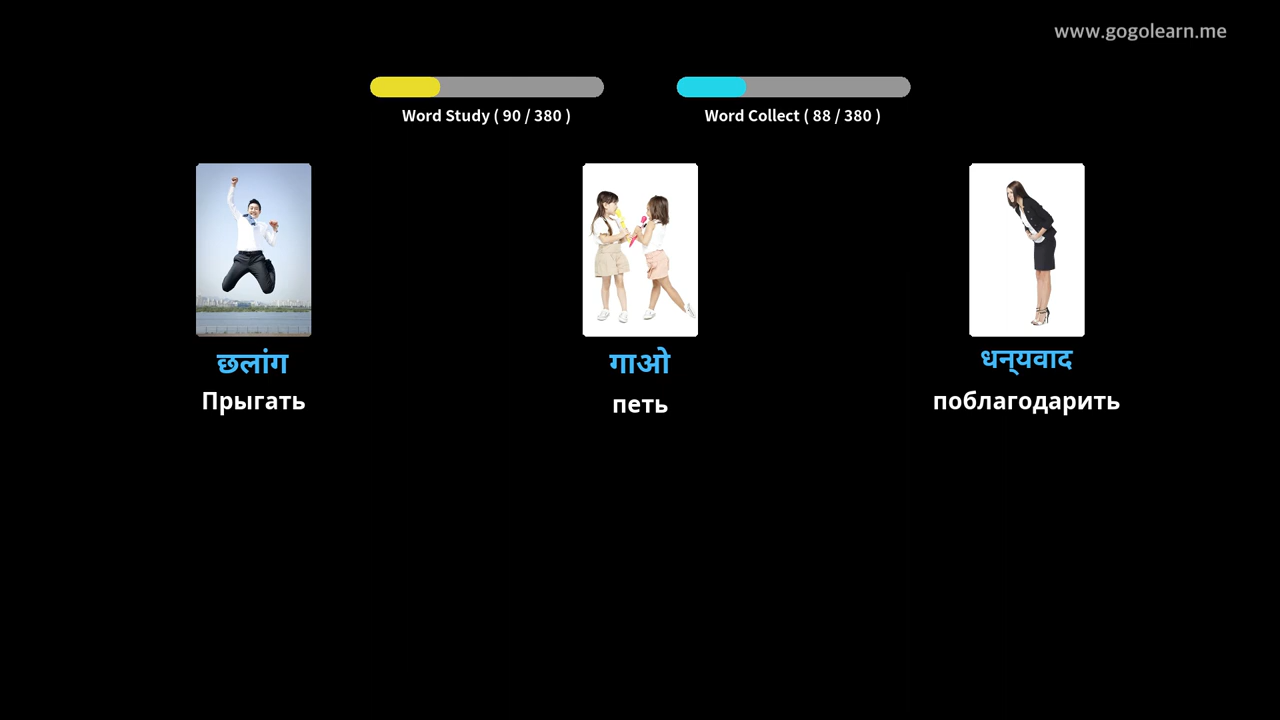 www.gogolearn.me
Word Study ( 90 / 380 )
Word Collect ( 88 / 380 )
छलांग
गाओ
धन्यवाद
Прыгать
петь
поблагодарить